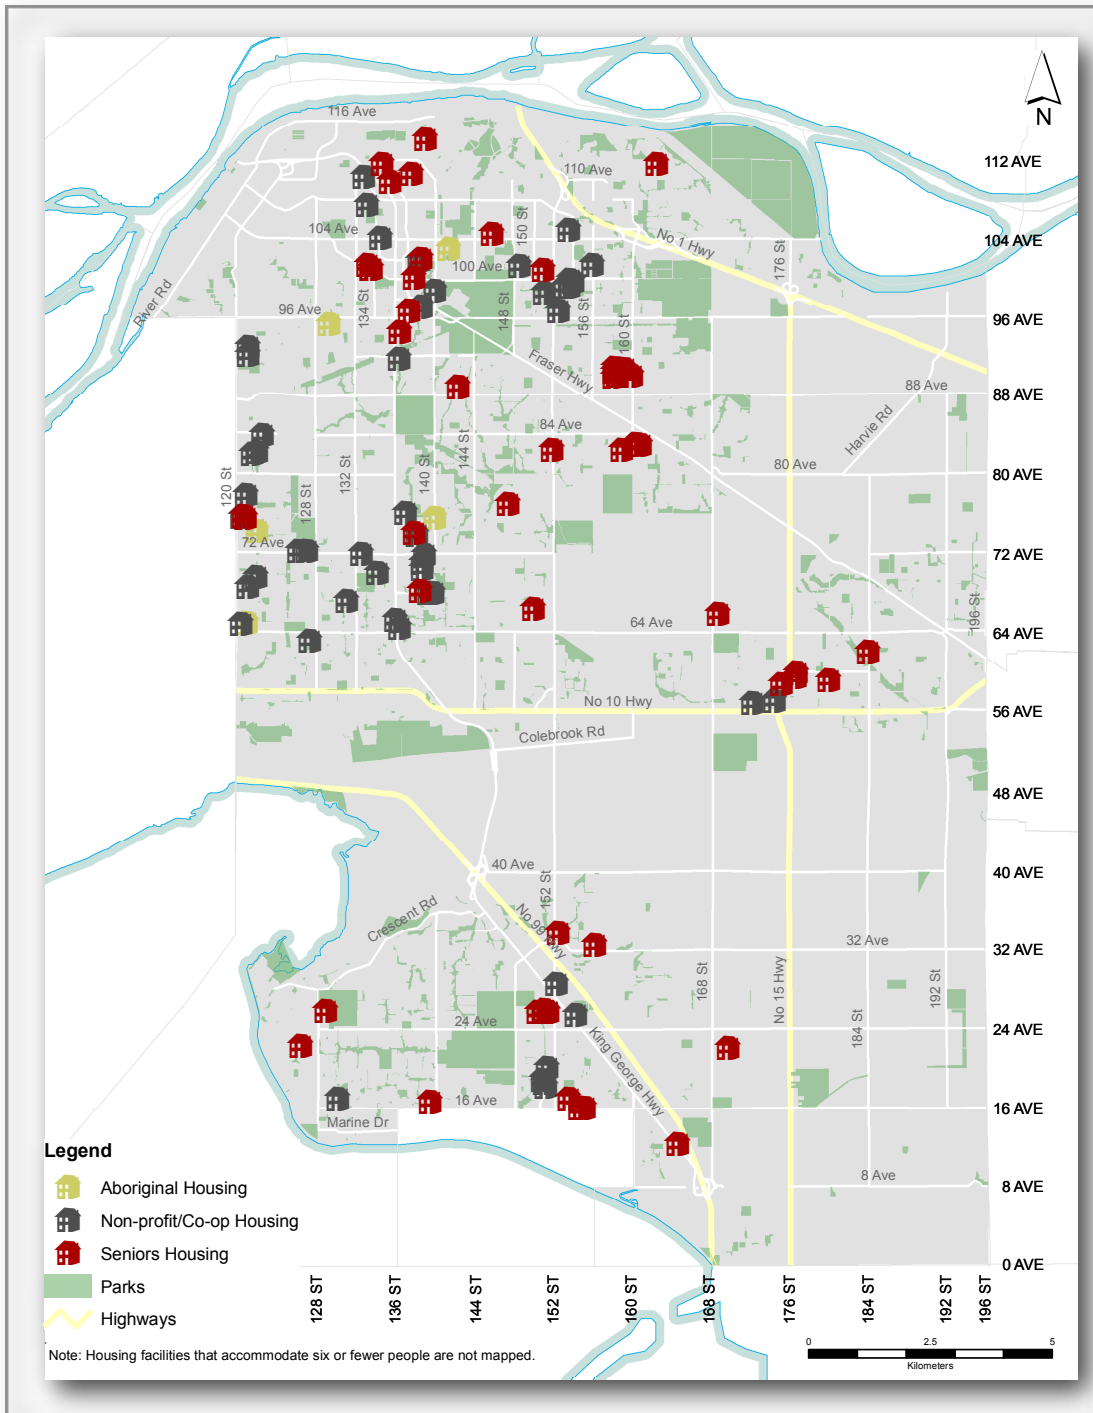 N
116 Ave
112 AVE
110 Ave
150 St
104 Ave
No 1 Hwy
104 AVE
176 St
100 Ave
River Rd
134 St
96 Ave
148 St
156 St
160 St
96 AVE
Fraser Hwy
88 Ave
88 AVE
Harvie Rd
84 Ave
144 St
140 St
132 St
80 Ave
80 AVE
120 St
128 St
72 Ave
72 AVE
196 St
64 Ave
64 AVE
No 10 Hwy
56 AVE
Colebrook Rd
48 AVE
40 Ave
40 AVE
152 St
Crescent Rd
No 99 Hwy
32 Ave
32 AVE
168 St
No 15 Hwy
192 St
184 St
24 Ave
24 AVE
King George Hwy
16 Ave
16 AVE
Marine Dr
8 Ave
8 AVE
0 AVE
Legend
Aboriginal Housing
Non-profit/Co-op Housing
Seniors Housing
Parks
Highways
128 ST
136 ST
144 ST
152 ST
160 ST
168 ST
176 ST
184 ST
192 ST
196 ST
Note: Housing facilities that accommodate six or fewer people are not mapped.
0 2.5 5
Kilometers